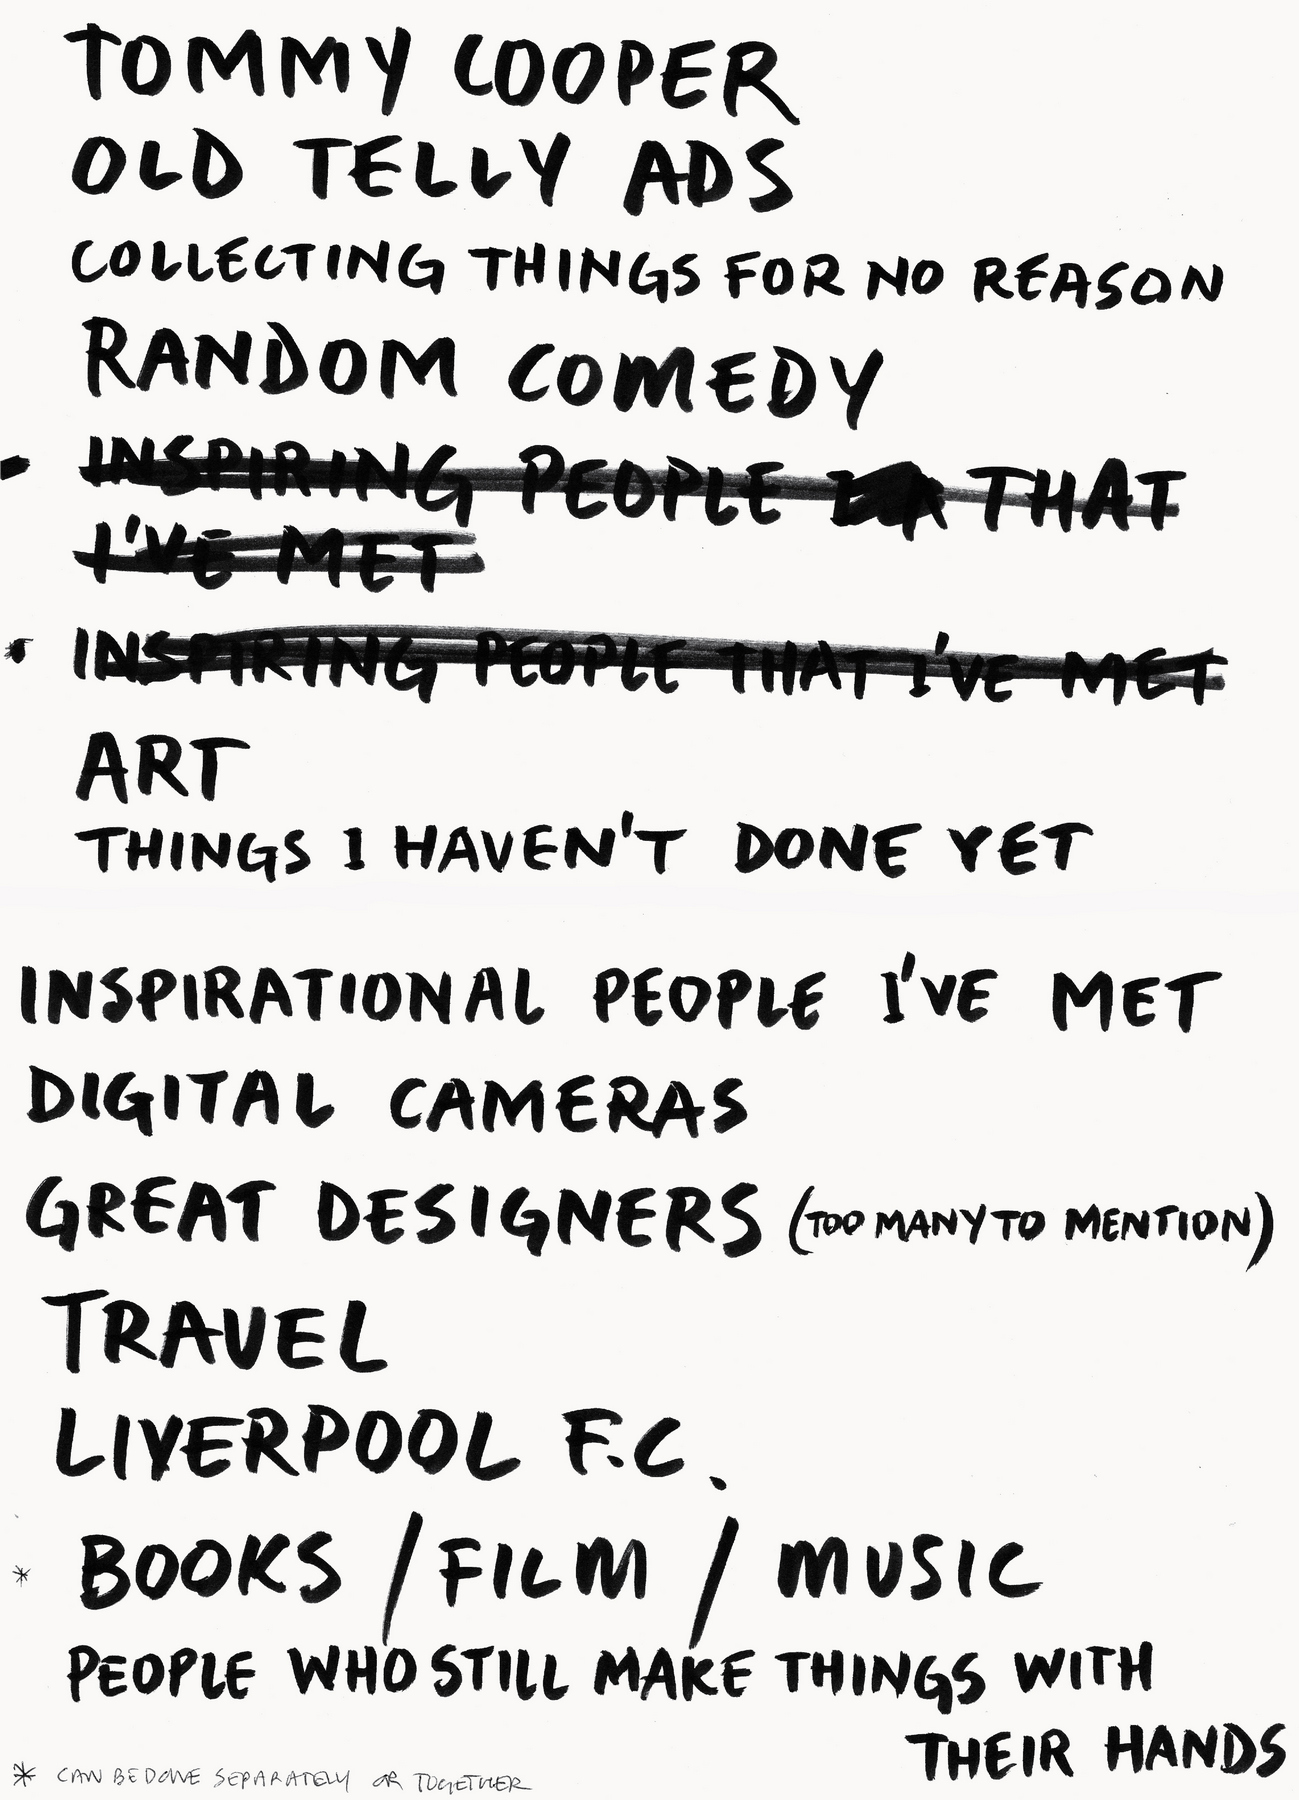 TOMMY COOPER
OLD TELLY ADS
COLLECTING THINGS FOR NO REASON
RANDOM COMEDY
INSPIRING PEOPLE THAT
I'VE MET
INSPIRING PEOPLE THAT I'VE MET
ART
THINGS I HAVEN'T DONE YET
INSPIRATIONAL PEOPLE I'VE MET
DIGITAL CAMERAS
GREAT DESIGNERS (TOO MANY TO MENTION)
TRAVEL
LIVERPOOL F.C.
* BOOKS / FILM / MUSIC
PEOPLE WHO STILL MAKE THINGS WITH
THEIR HANDS
* CAN BE DONE SEPARATELY OR TOGETHER